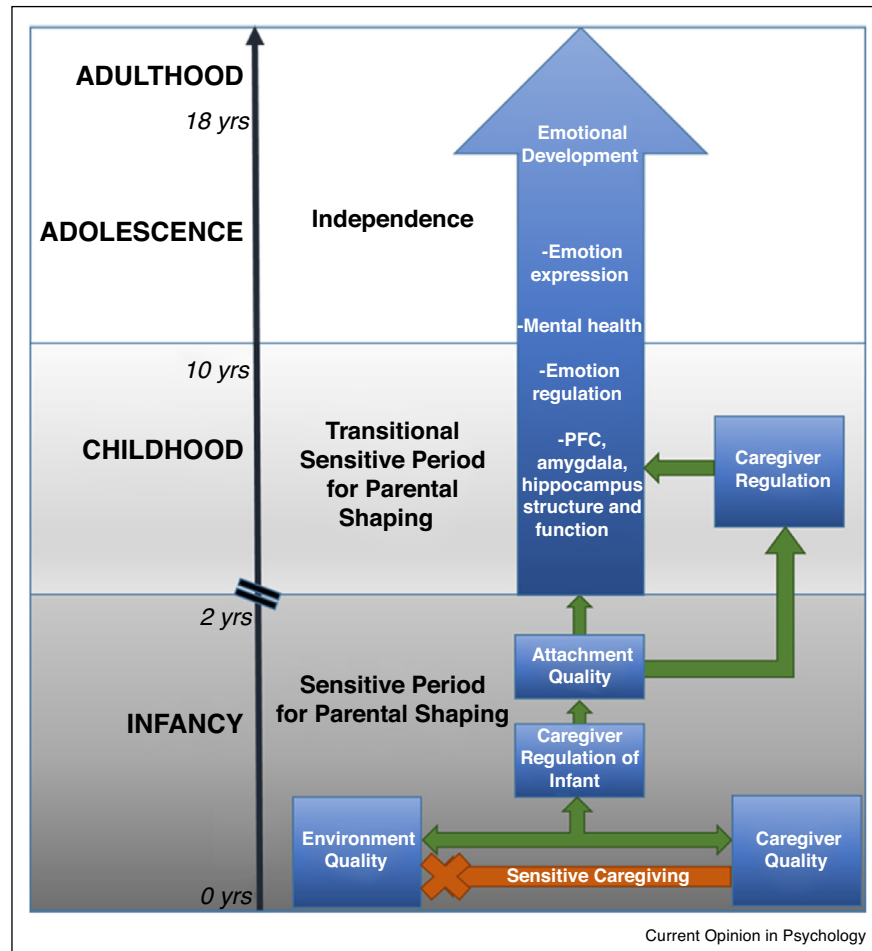 ADULTHOOD
18 yrs
Emotional
Development
ADOLESCENCE
Independence
-Emotion
expression
-Mental health
10 yrs
-Emotion
regulation
CHILDHOOD
Transitional
Sensitive Period
for Parental
Shaping
-PFC,
amygdala,
hippocampus
structure and
function
Caregiver
Regulation
2 yrs
Attachment
Quality
INFANCY
Sensitive Period
for Parental Shaping
Caregiver
Regulation of
Infant
Environment
Quality
Sensitive Caregiving
Caregiver
Quality
0 yrs
Current Opinion in Psychology